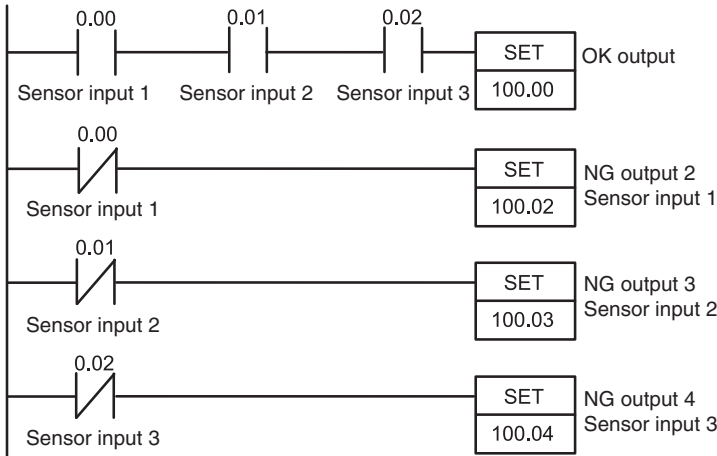 0.00 0.01 0.02
SET OK output
Sensor input 1 Sensor input 2 Sensor input 3 100.00
0.00
SET NG output 2
Sensor input 1 100.02 Sensor input 1
0.01
SET NG output 3
Sensor input 2 100.03 Sensor input 2
0.02
SET NG output 4
Sensor input 3 100.04 Sensor input 3